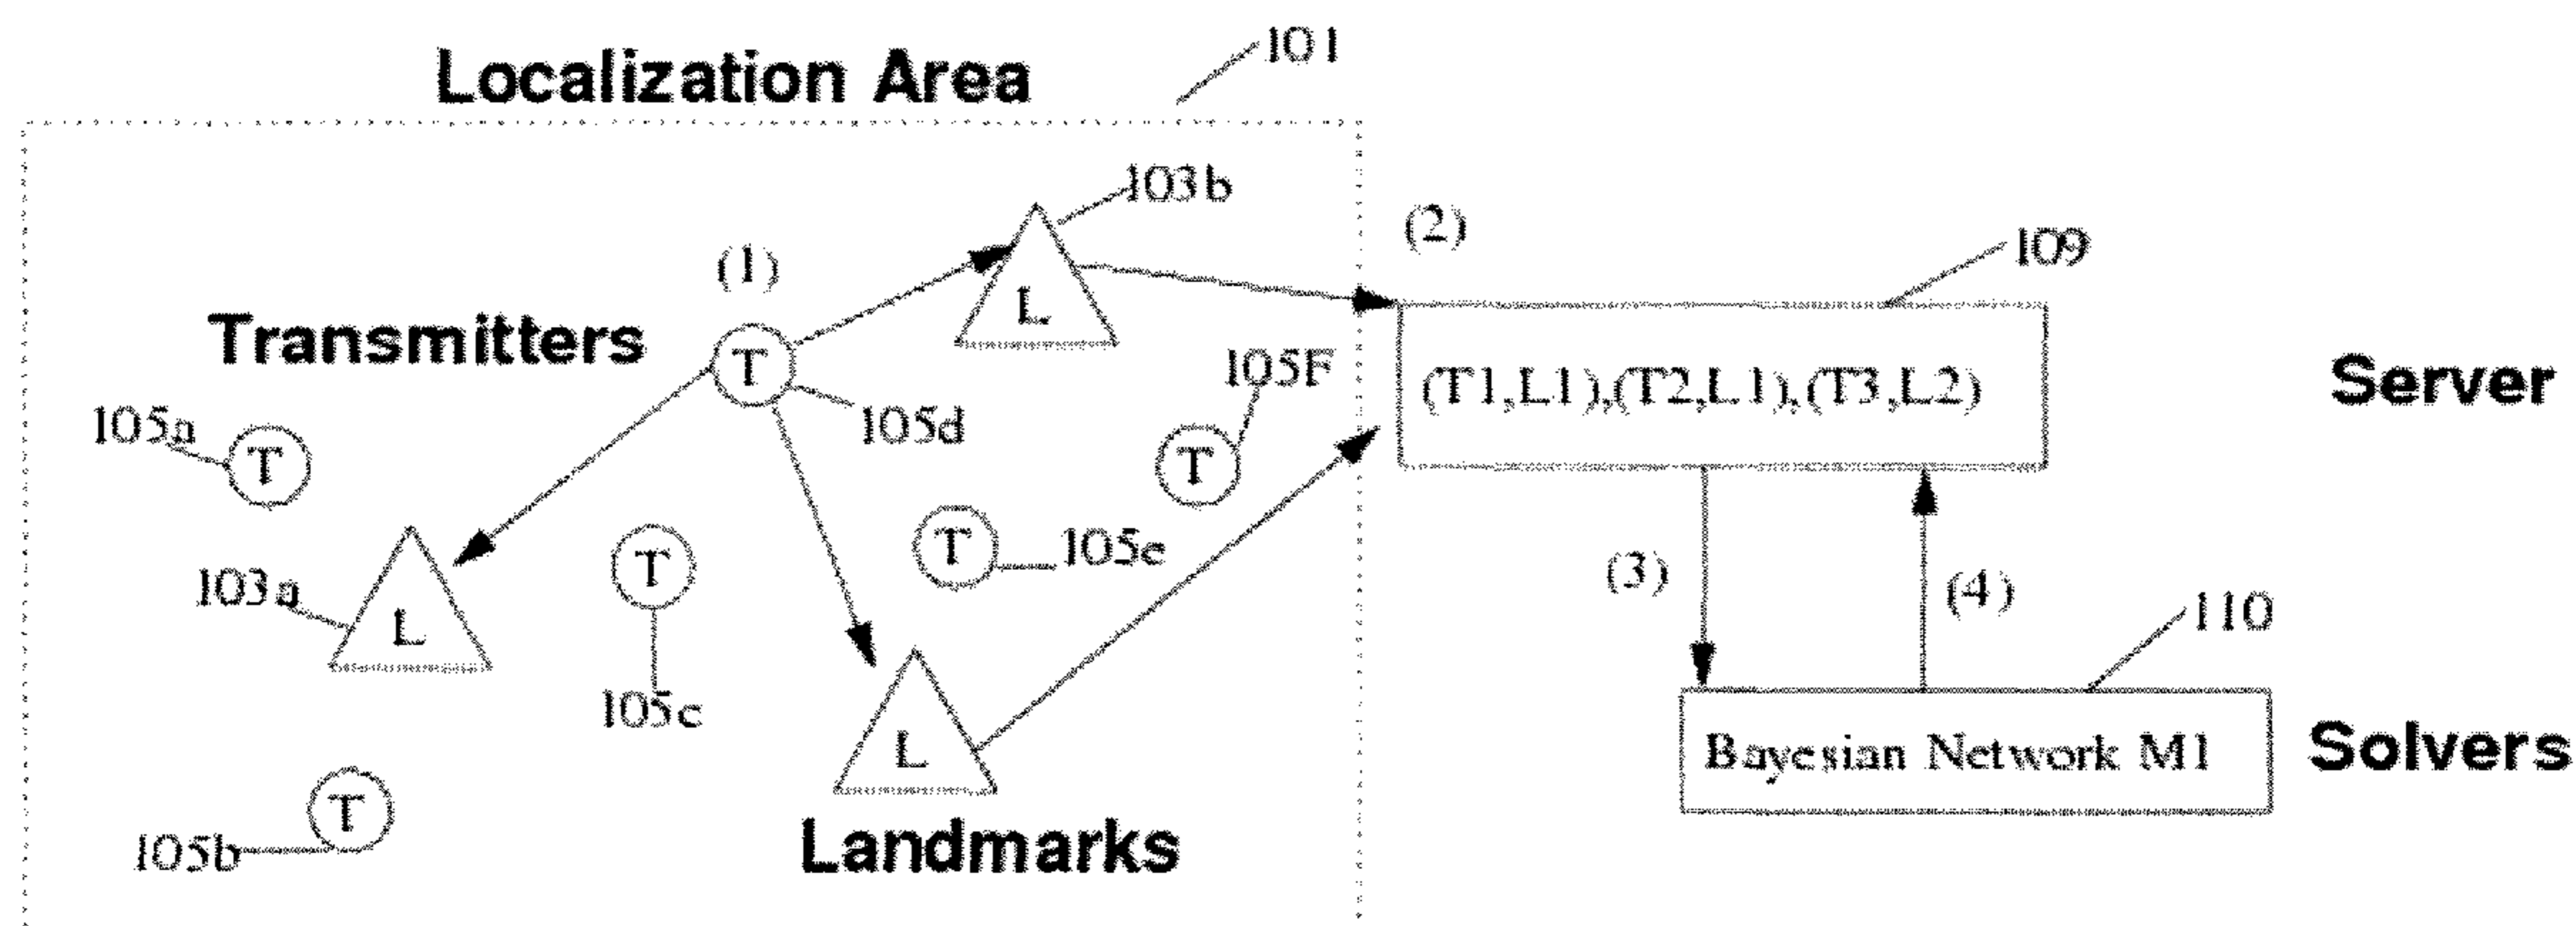 Localization Area
101
103b
(2)
109
(1)
Transmitters
T
L
105F
(T1,L1),(T2,L1),(T3,L2)
Server
105a
T
105d
T
T
105e
(3)
(4)
110
103a
L
T
105c
L
Bayesian Network M1
Solvers
T
105b
Landmarks